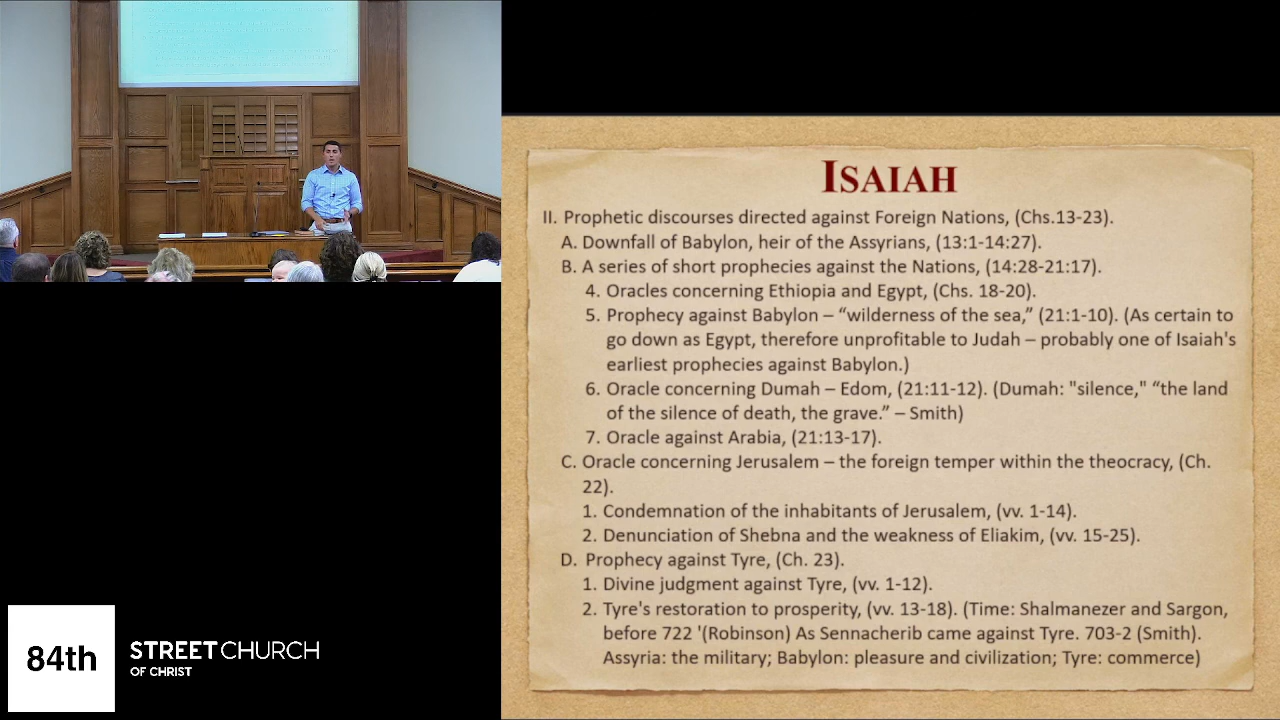 ISAIAH
II. Prophetic discourses directed against Foreign Nations, (Chs.13-23).
A. Downfall of Babylon, heir of the Assyrians, (13:1-14:27).
B. A series of short prophecies against the Nations, (14:28-21:17).
4. Oracles concerning Ethiopia and Egypt, (Chs. 18-20).
5. Prophecy against Babylon – “wilderness of the sea,” (21:1-10). (As certain to
go down as Egypt, therefore unprofitable to Judah – probably one of Isaiah's
earliest prophecies against Babylon.)
6. Oracle concerning Dumah – Edom, (21:11-12). (Dumah: "silence," “the land
of the silence of death, the grave.” – Smith)
7. Oracle against Arabia, (21:13-17).
C. Oracle concerning Jerusalem – the foreign temper within the theocracy, (Ch.
22).
1. Condemnation of the inhabitants of Jerusalem, (vv. 1-14).
2. Denunciation of Shebna and the weakness of Eliakim, (vv. 15-25).
D. Prophecy against Tyre, (Ch. 23).
1. Divine judgment against Tyre, (vv. 1-12).
2. Tyre's restoration to prosperity, (vv. 13-18). (Time: Shalmanezer and Sargon,
before 722 '(Robinson) As Sennacherib came against Tyre. 703-2 (Smith).
Assyria: the military; Babylon: pleasure and civilization; Tyre: commerce)
84th
STREET CHURCH
OF CHRIST